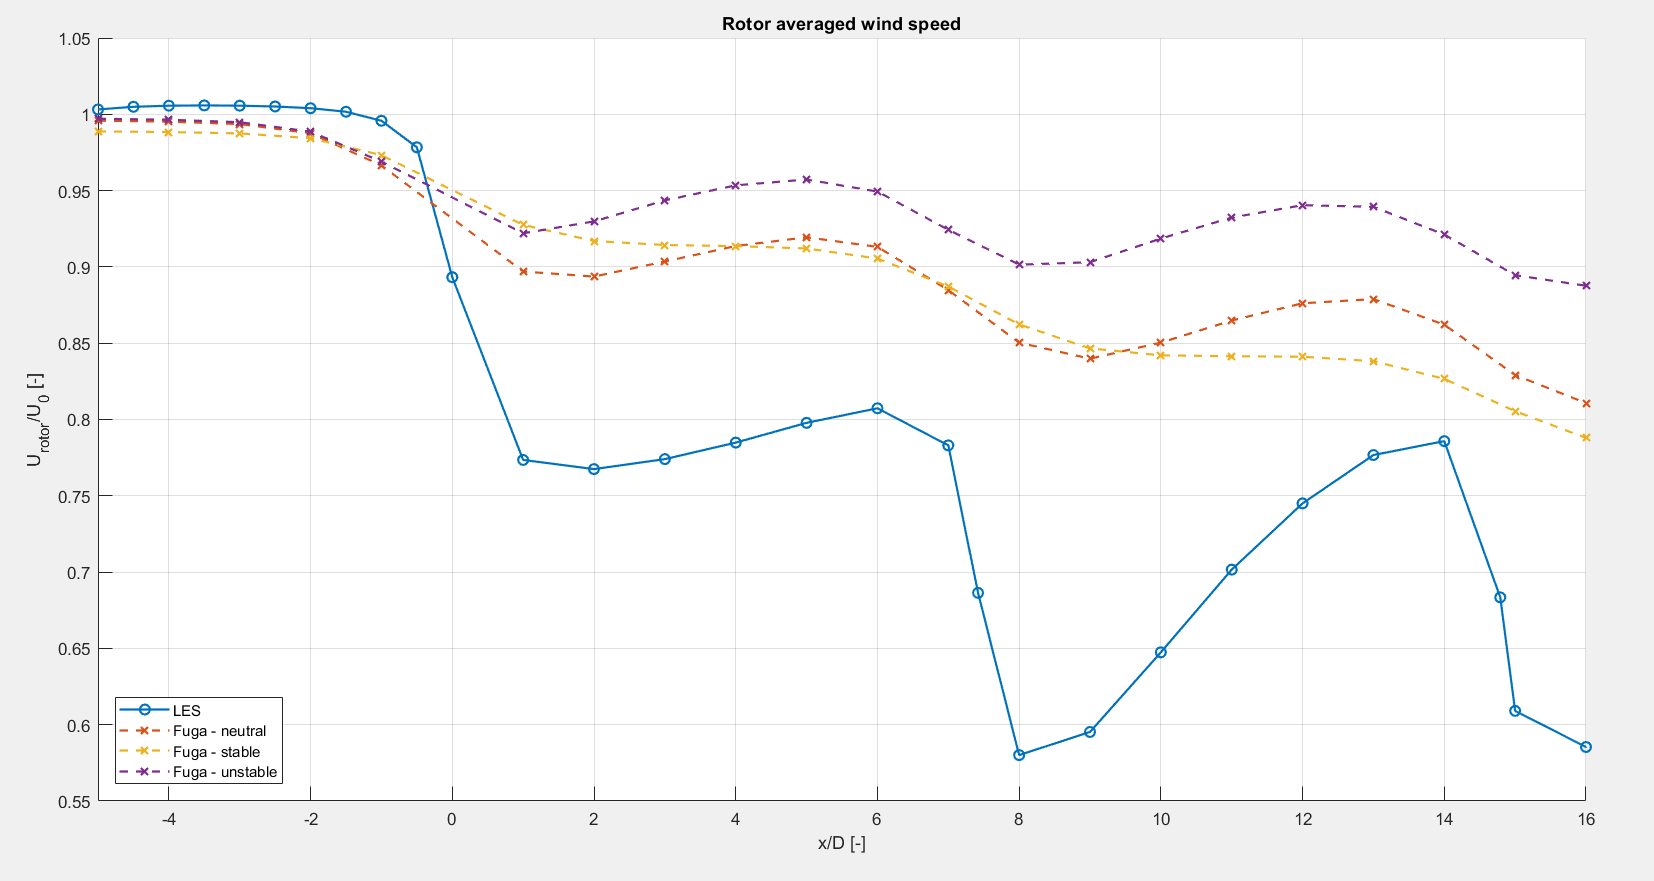 Rotor averaged wind speed
1.05
1
0.95
0.9
0.85
0.8
0.75
0.7
0.65
0.6
0.55
U_rotor/U_0 [-]
LES
Fuga - neutral
Fuga - stable
Fuga - unstable
-4 -2 0 2 4 6 8 10 12 14 16
x/D [-]